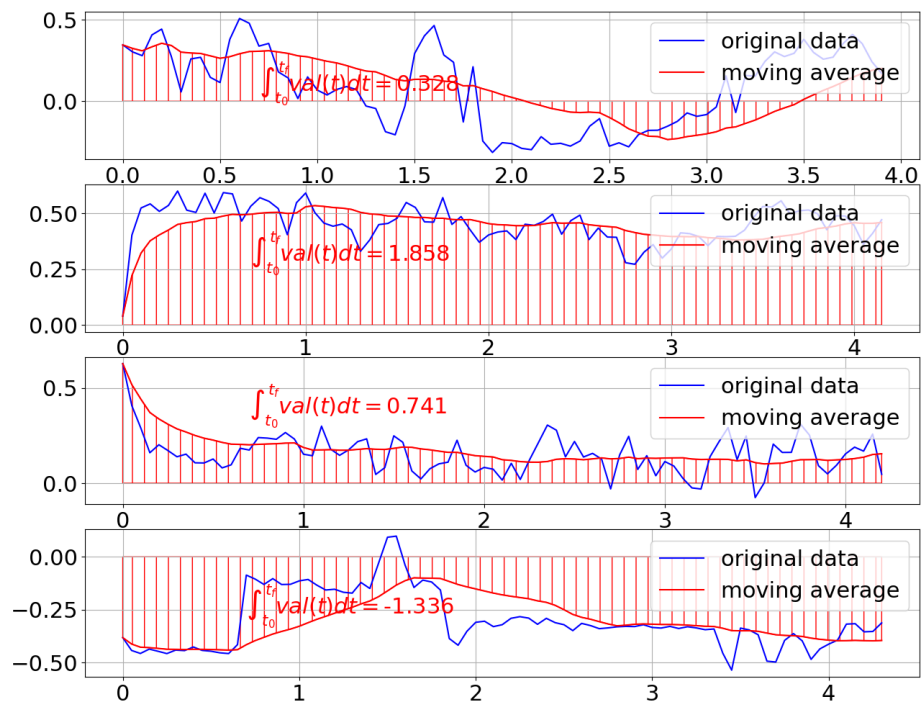 0.5
original data
moving average
∫_{t_0}^{t_f} val(t)dt = 0.328
0.0
0.0 0.5 1.0 1.5 2.0 2.5 3.0 3.5 4.0
0.50
original data
moving average
∫_{t_0}^{t_f} val(t)dt = 1.858
0.25
0.00
0 1 2 3 4
original data
0.5
moving average
∫_{t_0}^{t_f} val(t)dt = 0.741
0.0
0 1 2 3 4
0.00
original data
moving average
−0.25
∫_{t_0}^{t_f} val(t)dt = -1.336
−0.50
0 1 2 3 4